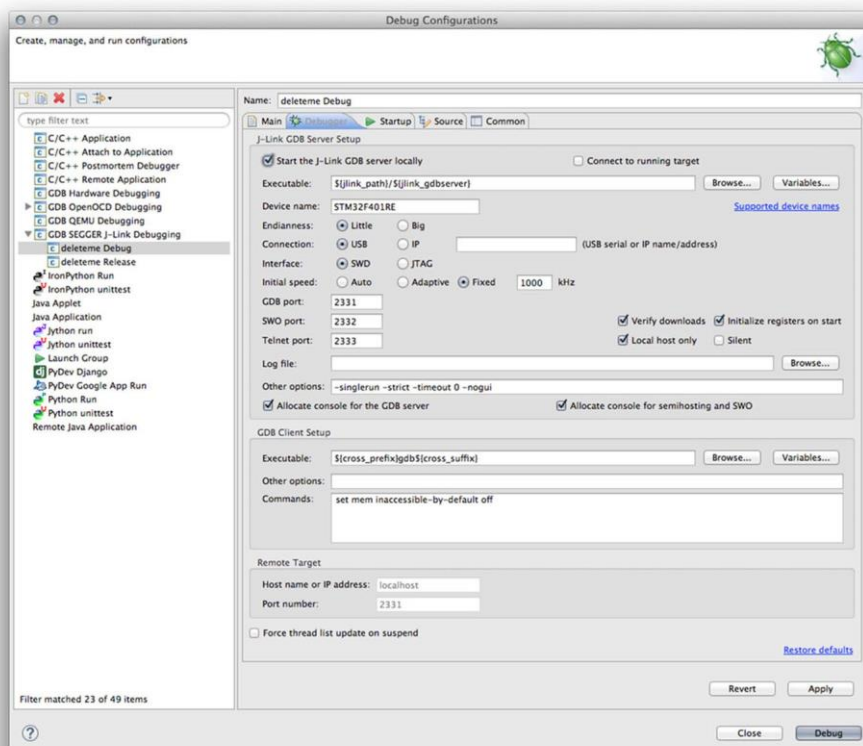 Debug Configurations
Create, manage, and run configurations
type filter text
C/C++ Application
C/C++ Attach to Application
C/C++ Postmortem Debugger
C/C++ Remote Application
GDB Hardware Debugging
GDB OpenOCD Debugging
GDB QEMU Debugging
GDB SEGGER J-Link Debugging
deleteme Debug
deleteme Release
IronPython Run
IronPython unittest
Java Applet
Java Application
Jython run
Jython unittest
Launch Group
PyDev Django
PyDev Google App Run
Python Run
Python unittest
Remote Java Application
Filter matched 23 of 49 items
Name: deleteme Debug
Main Debugger Startup Source Common
J-Link GDB Server Setup
Start the J-Link GDB server locally Connect to running target
Executable: ${jlink_path}/${jlink_gdbserver} Browse... Variables...
Device name: STM32F401RE Supported device names
Endianness: Little Big
Connection: USB IP (USB serial or IP name/address)
Interface: SWD JTAG
Initial speed: Auto Adaptive Fixed 1000 kHz
GDB port: 2331
SWO port: 2332 Verify downloads Initialize registers on start
Telnet port: 2333 Local host only Silent
Log file: Browse...
Other options: -singlerun -strict -timeout 0 -nogui
Allocate console for the GDB server Allocate console for semihosting and SWO
GDB Client Setup
Executable: ${cross_prefix}gdb${cross_suffix} Browse... Variables...
Other options:
Commands: set mem inaccessible-by-default off
Remote Target
Host name or IP address: localhost
Port number: 2331
Force thread list update on suspend
Restore defaults
Revert Apply
? Close Debug